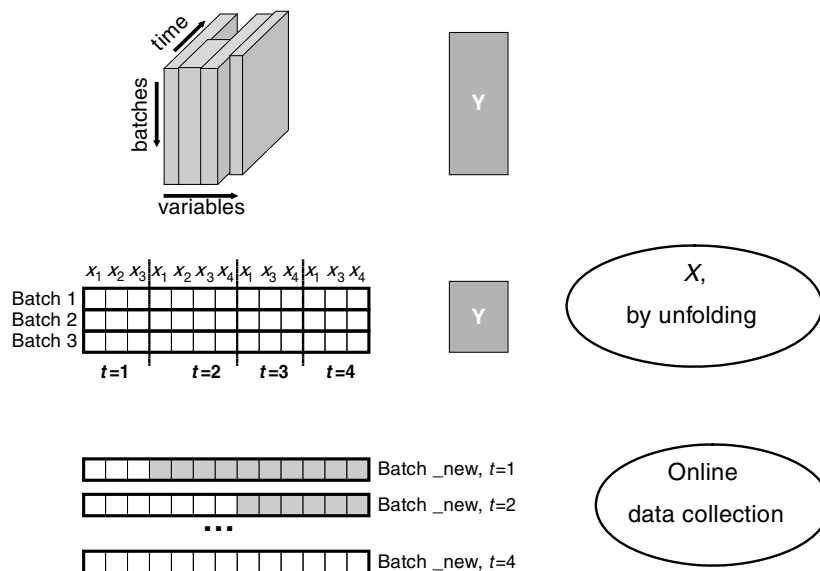 time
batches
variables
Y
x1 x2 x3 x1 x2 x3 x4 x1 x3 x4 x1 x3 x4
Batch 1
Batch 2
Batch 3
t=1 t=2 t=3 t=4
Y
X,
by unfolding
Batch _new, t=1
Batch _new, t=2
...
Batch _new, t=4
Online
data collection